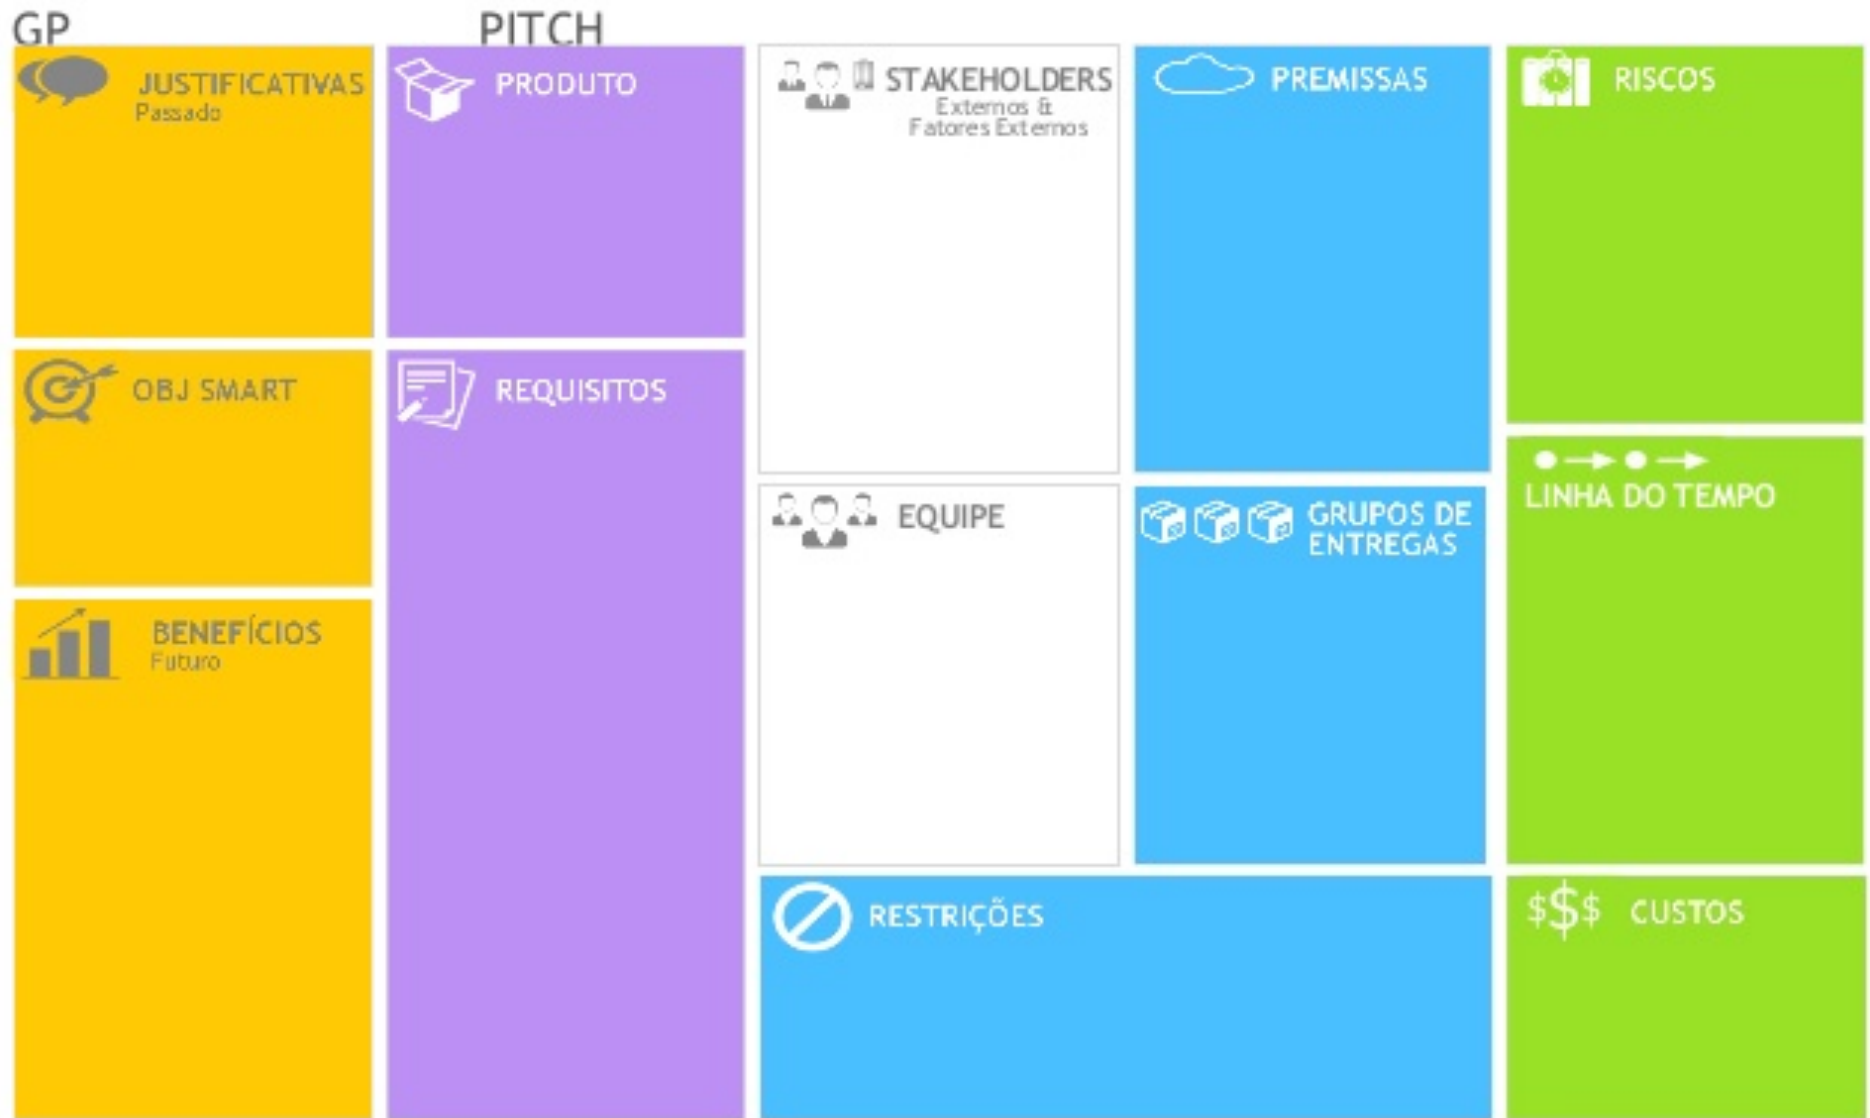 GP
PITCH
JUSTIFICATIVAS
Passado
OBJ SMART
BENEFÍCIOS
Futuro
PRODUTO
REQUISITOS
STAKEHOLDERS
Externos &
Fatores Externos
EQUIPE
PREMISSAS
GRUPOS DE
ENTREGAS
RESTRIÇÕES
RISCOS
LINHA DO TEMPO
$$$ CUSTOS